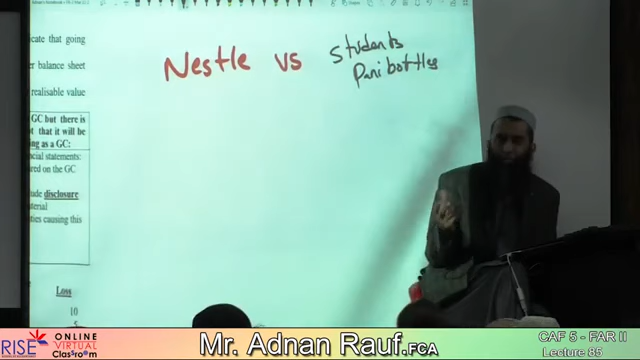 icate that going
er balance sheet
realisable value
GC but there is
t that it will be
ing as a GC:
ncial statements:
red on the GC
ude disclosure
aterial
ties causing this
Loss
10
Nestle vs
Students
Pani bottles
RISE
ONLINE
VIRTUAL
Classroom
Mr. Adnan Rauf.FCA
CAF 5 - FAR II
Lecture 85